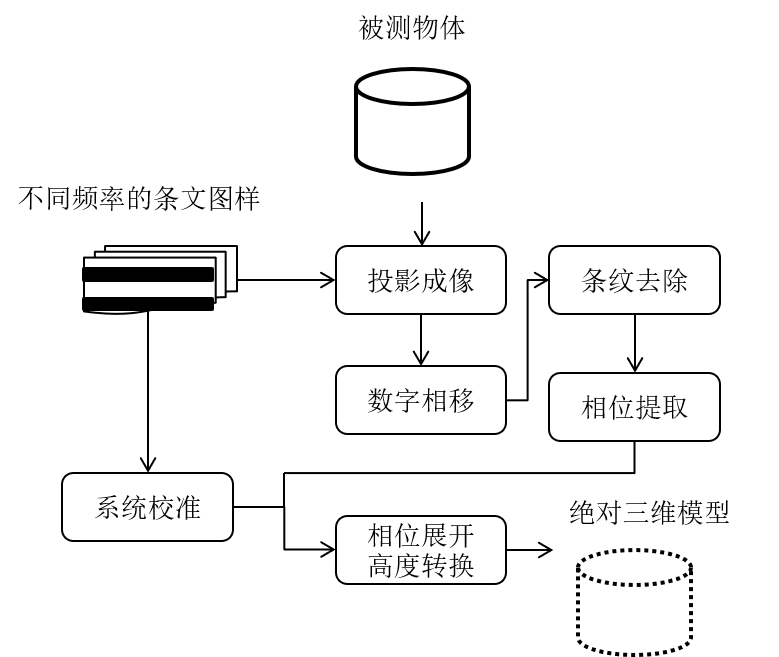 被测物体
不同频率的条文图样
投影成像
条纹去除
数字相移
相位提取
系统校准
绝对三维模型
相位展开
高度转换